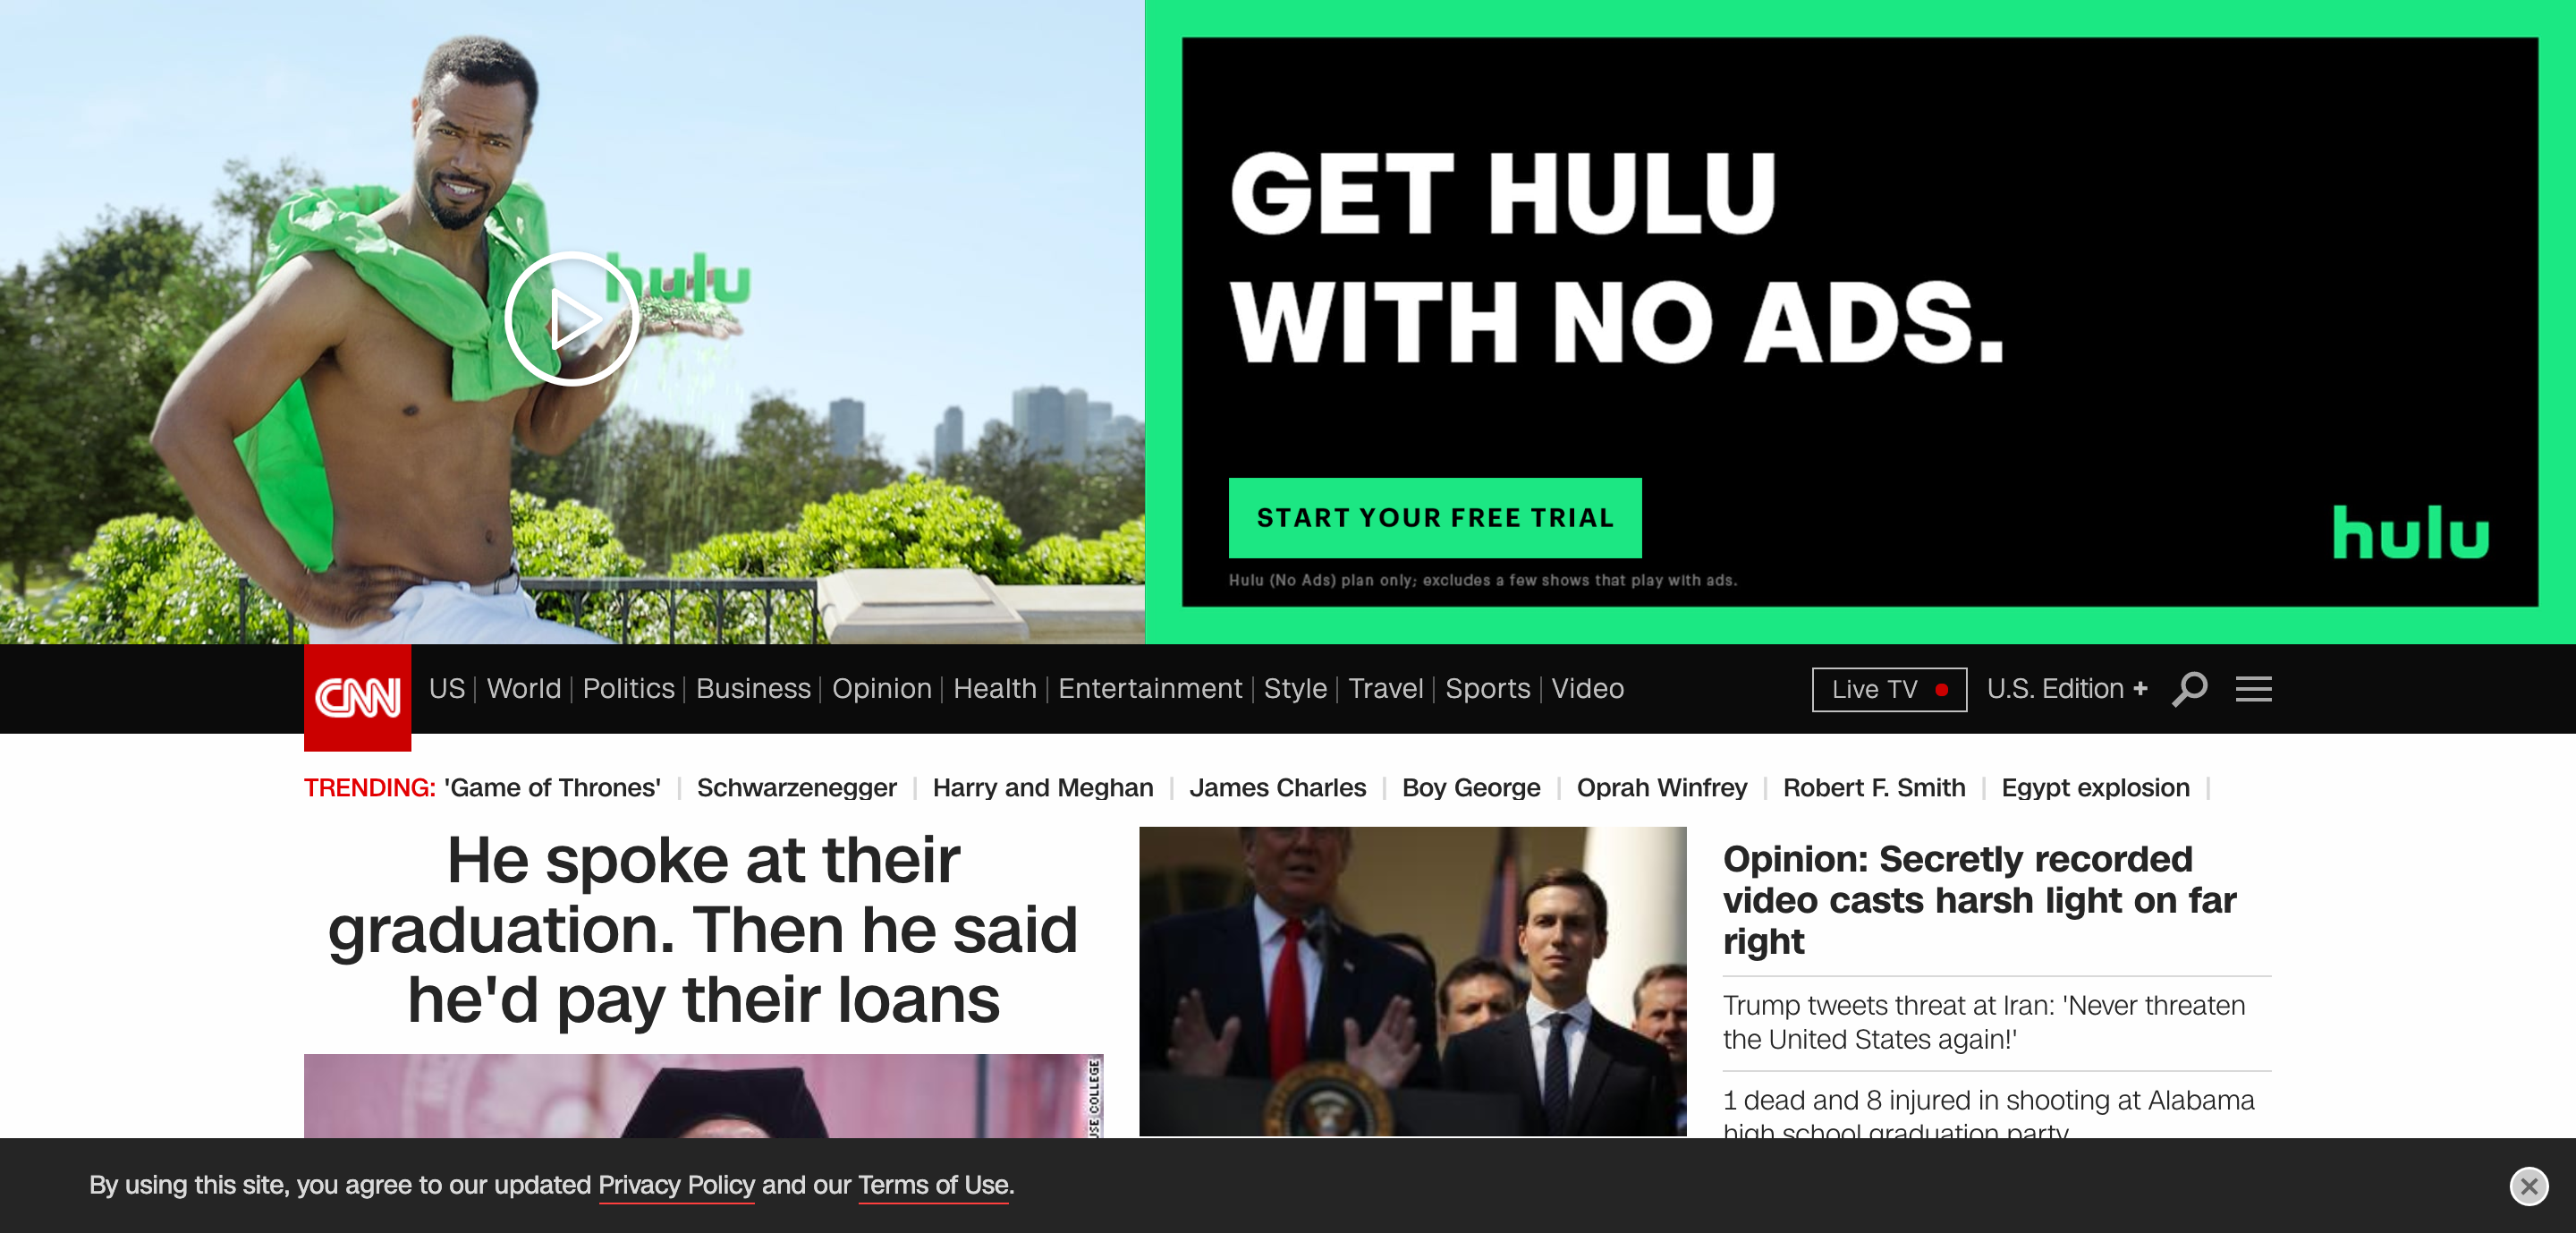 hulu
GET HULU
WITH NO ADS.
START YOUR FREE TRIAL
hulu
Hulu (No Ads) plan only; excludes a few shows that play with ads.
CNN
US World Politics Business Opinion Health Entertainment Style Travel Sports Video Live TV U.S. Edition +
TRENDING: 'Game of Thrones' Schwarzenegger Harry and Meghan James Charles Boy George Oprah Winfrey Robert F. Smith Egypt explosion
He spoke at their
graduation. Then he said
he'd pay their loans
USE COLLEGE
Opinion: Secretly recorded
video casts harsh light on far
right
Trump tweets threat at Iran: 'Never threaten
the United States again!'
1 dead and 8 injured in shooting at Alabama
high school graduation party
By using this site, you agree to our updated Privacy Policy and our Terms of Use.